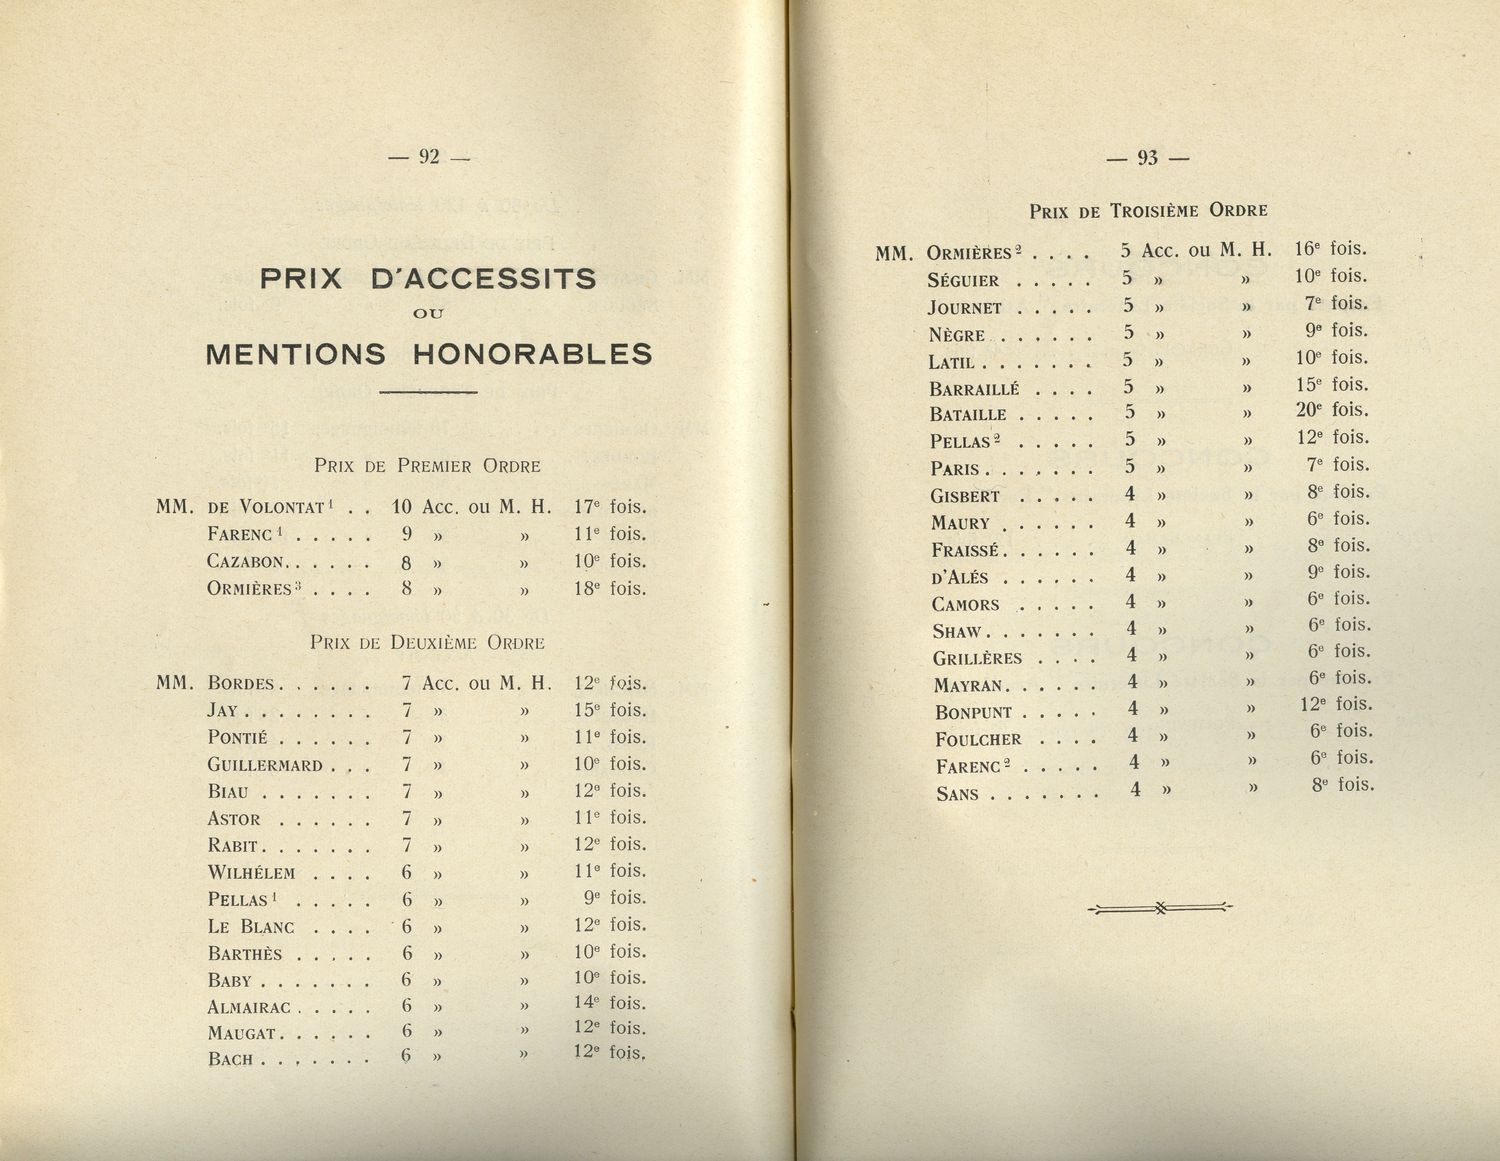 — 92 —
PRIX D'ACCESSITS
OU
MENTIONS HONORABLES
PRIX DE PREMIER ORDRE
MM. DE VOLONTAT¹ . . 10 Acc. ou M. H. 17e fois.
FARENC¹ . . . . . 9 » » 11e fois.
CAZABON. . . . . . 8 » » 10e fois.
ORMIÈRES³ . . . . 8 » » 18e fois.
PRIX DE DEUXIÈME ORDRE
MM. BORDES. . . . . . 7 Acc. ou M. H. 12e fois.
JAY . . . . . . . . 7 » » 15e fois.
PONTIÉ . . . . . . 7 » » 11e fois.
GUILLERMARD . . . 7 » » 10e fois.
BIAU . . . . . . . 7 » » 12e fois.
ASTOR . . . . . . 7 » » 11e fois.
RABIT. . . . . . . 7 » » 12e fois.
WILHÉLEM . . . . 6 » » 11e fois.
PELLAS¹ . . . . . 6 » » 9e fois.
LE BLANC . . . . 6 » » 12e fois.
BARTHÈS . . . . . 6 » » 10e fois.
BABY . . . . . . . 6 » » 10e fois.
ALMAIRAC . . . . . 6 » » 14e fois.
MAUGAT. . . . . . 6 » » 12e fois.
BACH . . . . . . . 6 » » 12e fois.
— 93 —
PRIX DE TROISIÈME ORDRE
MM. ORMIÈRES² . . . . 5 Acc. ou M. H. 16e fois.
SÉGUIER . . . . . 5 » » 10e fois.
JOURNET . . . . . 5 » » 7e fois.
NÈGRE . . . . . . 5 » » 9e fois.
LATIL . . . . . . . 5 » » 10e fois.
BARRAILLÉ . . . . 5 » » 15e fois.
BATAILLE . . . . . 5 » » 20e fois.
PELLAS² . . . . . 5 » » 12e fois.
PARIS . . . . . . . 5 » » 7e fois.
GISBERT . . . . . 4 » » 8e fois.
MAURY . . . . . . 4 » » 6e fois.
FRAISSÉ. . . . . . 4 » » 8e fois.
D'ALÉS . . . . . . 4 » » 9e fois.
CAMORS . . . . . 4 » » 6e fois.
SHAW. . . . . . . 4 » » 6e fois.
GRILLÈRES . . . . 4 » » 6e fois.
MAYRAN. . . . . . 4 » » 6e fois.
BONPUNT . . . . . 4 » » 12e fois.
FOULCHER . . . . 4 » » 6e fois.
FARENC² . . . . . 4 » » 6e fois.
SANS . . . . . . . 4 » » 8e fois.